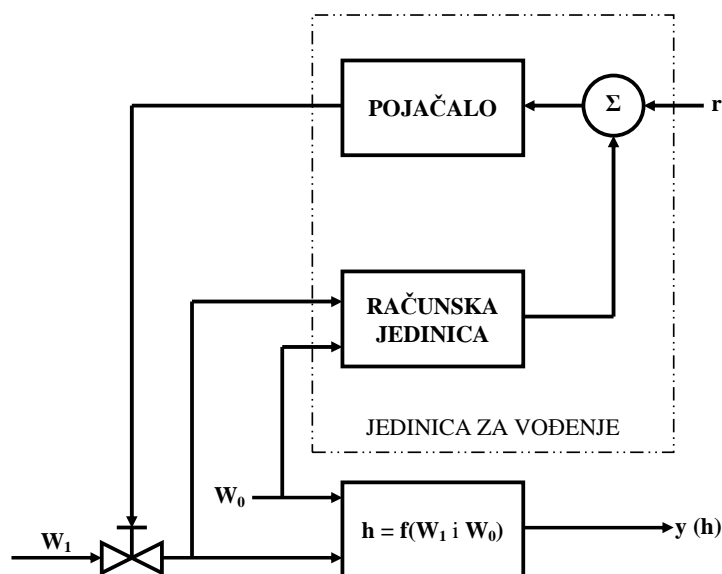 POJAČALO
Σ
r
RAČUNSKA
JEDINICA
JEDINICA ZA VOĐENJE
W₀
h = f(W₁ i W₀)
y (h)
W₁